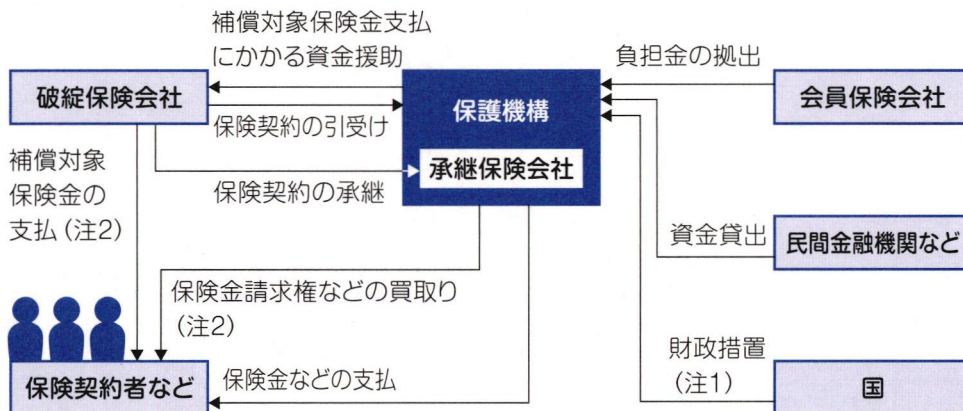 補償対象保険金支払
にかかる資金援助
破綻保険会社
保険契約の引受け
保険契約の承継
補償対象
保険金の
支払(注2)
保護機構
承継保険会社
負担金の拠出
会員保険会社
資金貸出
民間金融機関など
保険金請求権などの買取り
(注2)
財政措置
(注1)
国
保険契約者など
保険金などの支払